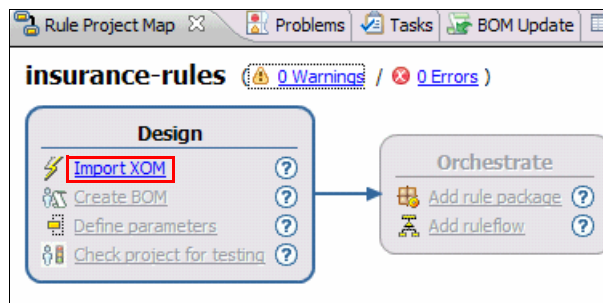 Rule Project Map Problems Tasks BOM Update
insurance-rules ( 0 Warnings / 0 Errors )
Design
Import XOM ?
Create BOM ?
Define parameters ?
Check project for testing ?
Orchestrate
Add rule package ?
Add ruleflow ?